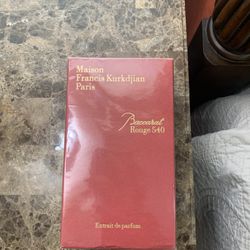 Maison
Francis Kurkdjian
Paris
Baccarat
Rouge 540
Extrait de parfum